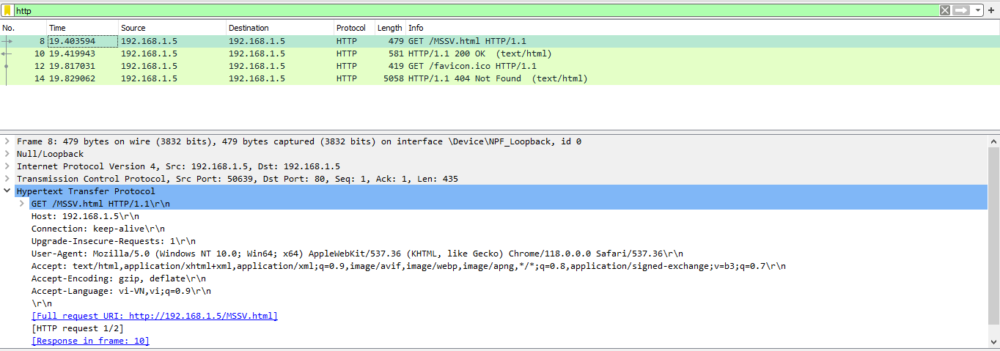 http
No. Time Source Destination Protocol Length Info
8 19.403594 192.168.1.5 192.168.1.5 HTTP 479 GET /MSSV.html HTTP/1.1
10 19.419943 192.168.1.5 192.168.1.5 HTTP 581 HTTP/1.1 200 OK  (text/html)
12 19.817031 192.168.1.5 192.168.1.5 HTTP 419 GET /favicon.ico HTTP/1.1
14 19.829062 192.168.1.5 192.168.1.5 HTTP 5058 HTTP/1.1 404 Not Found  (text/html)
Frame 8: 479 bytes on wire (3832 bits), 479 bytes captured (3832 bits) on interface \Device\NPF_Loopback, id 0
Null/Loopback
Internet Protocol Version 4, Src: 192.168.1.5, Dst: 192.168.1.5
Transmission Control Protocol, Src Port: 50639, Dst Port: 80, Seq: 1, Ack: 1, Len: 435
Hypertext Transfer Protocol
GET /MSSV.html HTTP/1.1\r\n
Host: 192.168.1.5\r\n
Connection: keep-alive\r\n
Upgrade-Insecure-Requests: 1\r\n
User-Agent: Mozilla/5.0 (Windows NT 10.0; Win64; x64) AppleWebKit/537.36 (KHTML, like Gecko) Chrome/118.0.0.0 Safari/537.36\r\n
Accept: text/html,application/xhtml+xml,application/xml;q=0.9,image/avif,image/webp,image/apng,*/*;q=0.8,application/signed-exchange;v=b3;q=0.7\r\n
Accept-Encoding: gzip, deflate\r\n
Accept-Language: vi-VN,vi;q=0.9\r\n
\r\n
[Full request URI: http://192.168.1.5/MSSV.html]
[HTTP request 1/2]
[Response in frame: 10]